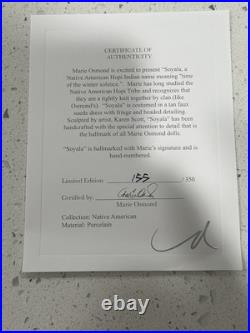 CERTIFICATE OF
AUTHENTICITY
Marie Osmond is excited to present "Soyala, a
Native American Hopi Indian name meaning "time
of the winter solstice.". Marie has long studied the
Native American Hopi Tribe and recognizes that
they are a tightly knit together by clan (like
Osmond's). "Soyala" is costumed in a tan faux
suede dress with fringe and beaded detailing.
Sculpted by artist, Karen Scott, "Soyala" has been
handcrafted with the special attention to detail that is
the hallmark of all Marie Osmond dolls.
"Soyala" is hallmarked with Marie's signature and is
hand-numbered.
Limited Edition 155 /350
Certified by
Marie Osmond
Collection: Native American
Material: Porcelain